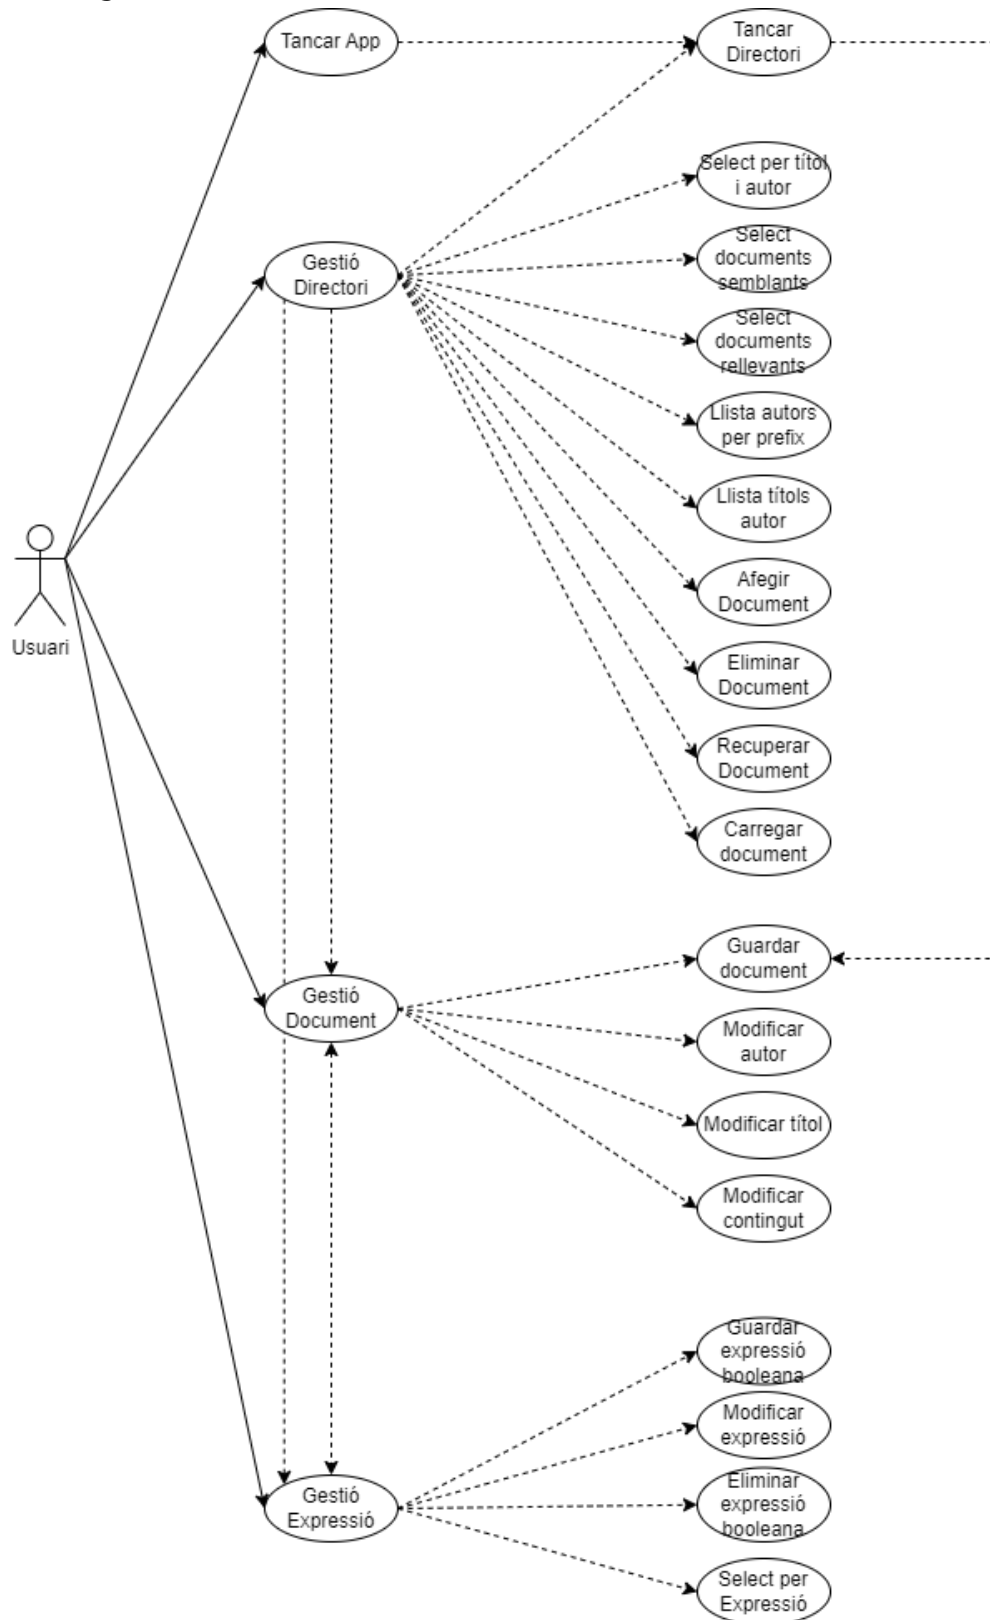 Tancar App
Tancar
Directori
Select per títol
i autor
Gestió
Directori
Select
documents
semblants
Select
documents
rellevants
Llista autors
per prefix
Llista títols
autor
Usuari
Afegir
Document
Eliminar
Document
Recuperar
Document
Carregar
document
Gestió
Document
Guardar
document
Modificar
autor
Modificar títol
Modificar
contingut
Gestió
Expressió
Guardar
expressió
booleana
Modificar
expressió
Eliminar
expressió
booleana
Select per
Expressió